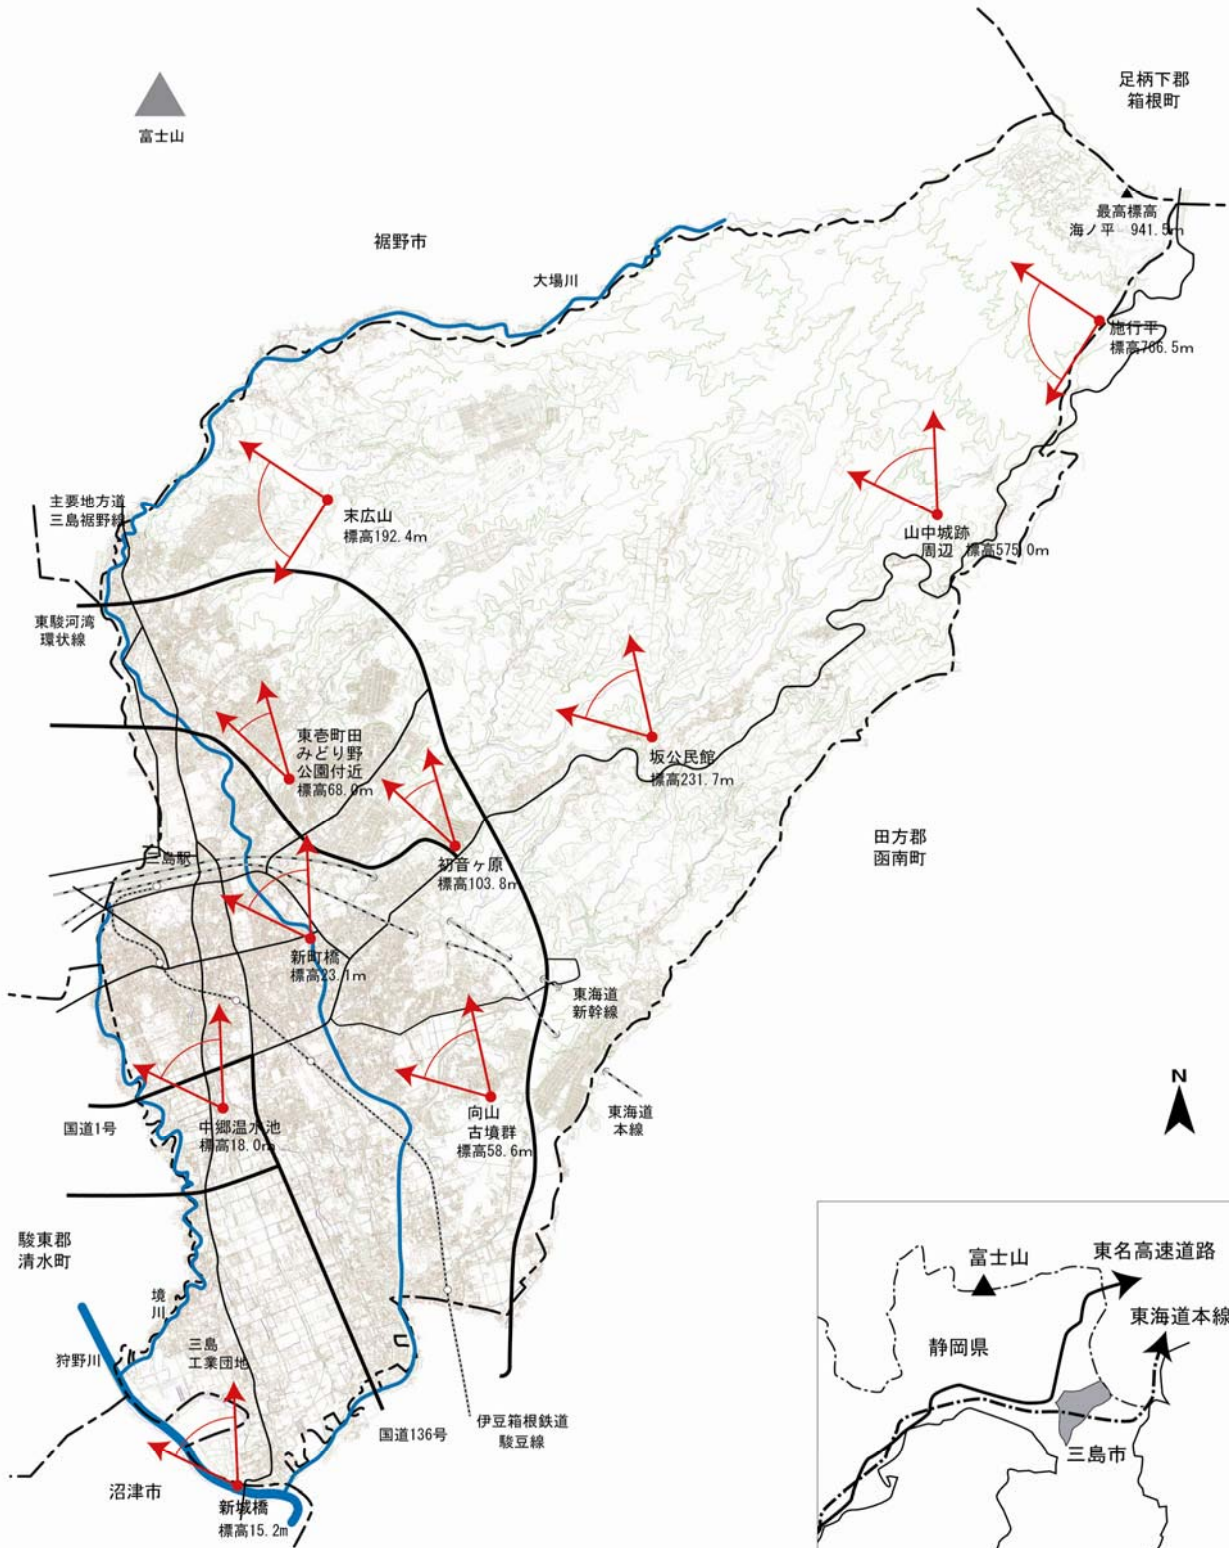 足柄下郡
箱根町
富士山
最高標高
海ノ平 941.5m
裾野市
大場川
施行平
標高766.5m
主要地方道
三島裾野線
末広山
標高192.4m
山中城跡
周辺 標高575.0m
東駿河湾
環状線
東壱町田
みどり野
公園付近
標高68.0m
坂公民館
標高231.7m
田方郡
函南町
三島駅
初音ヶ原
標高103.8m
新町橋
標高23.1m
東海道
新幹線
N
向山
古墳群
標高58.6m
東海道
本線
国道1号
中郷温水池
標高18.0m
駿東郡
清水町
境川
狩野川
三島
工業団地
国道136号
伊豆箱根鉄道
駿豆線
沼津市
新城橋
標高15.2m
富士山
東名高速道路
東海道本線
静岡県
三島市